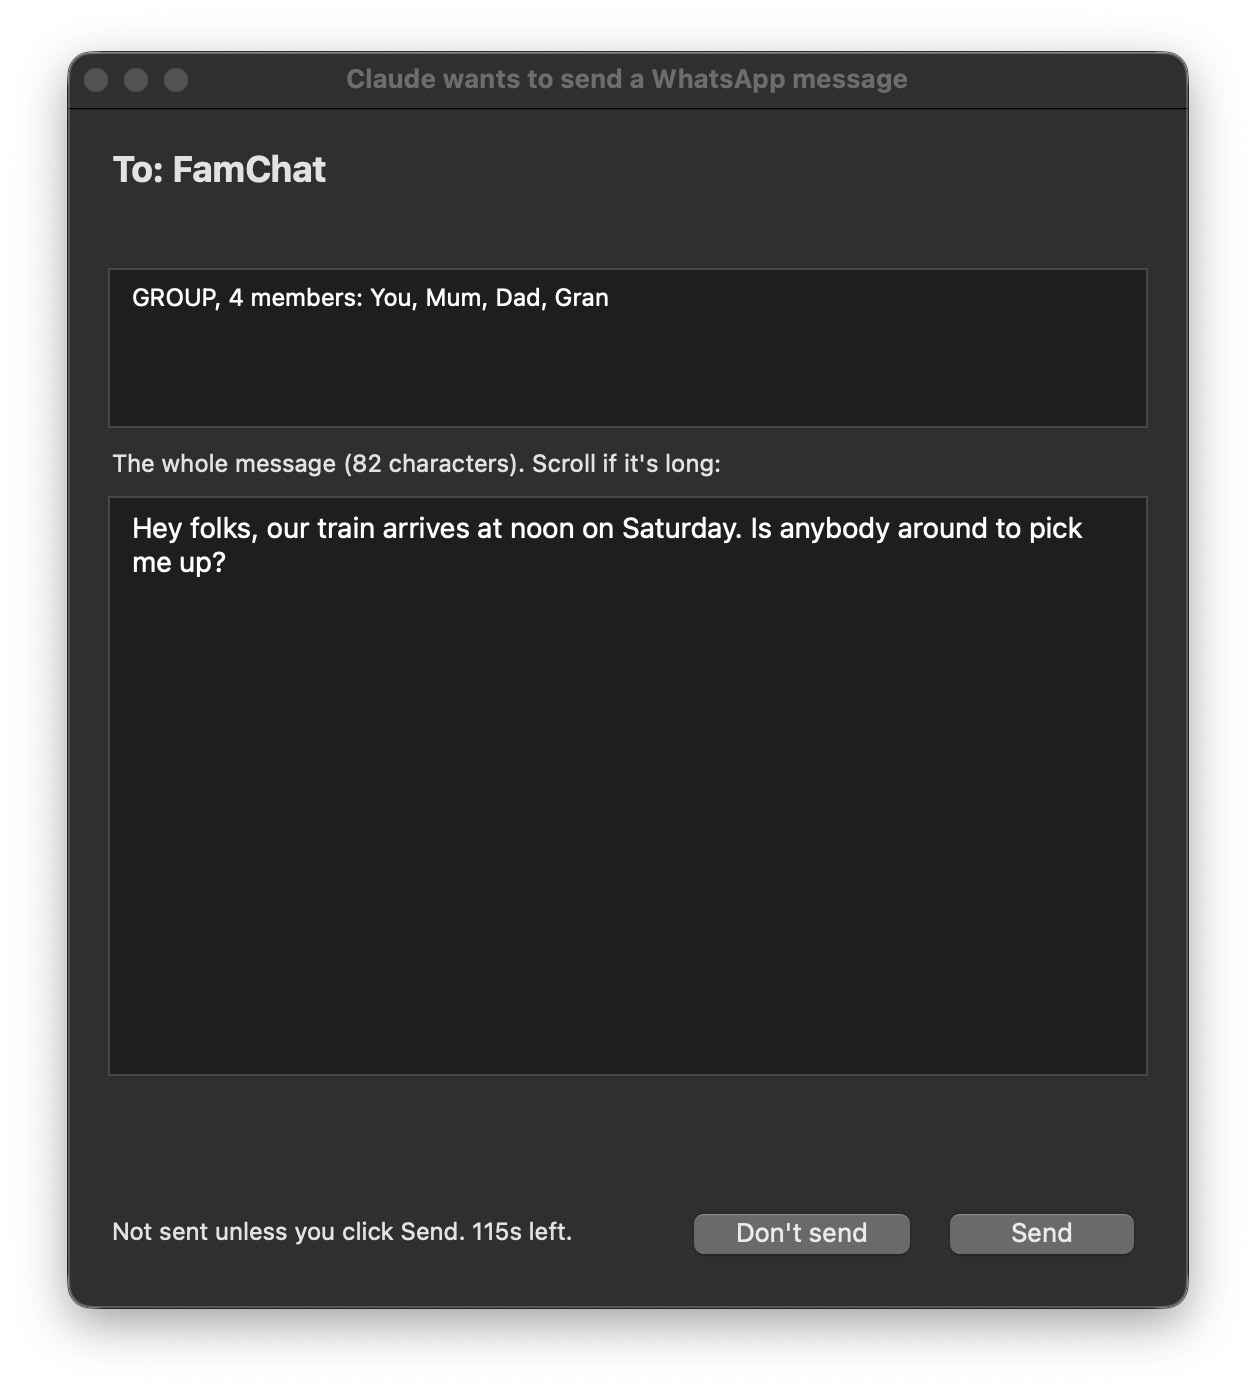 Claude wants to send a WhatsApp message
To: FamChat
GROUP, 4 members: You, Mum, Dad, Gran
The whole message (82 characters). Scroll if it's long:
Hey folks, our train arrives at noon on Saturday. Is anybody around to pick
me up?
Not sent unless you click Send. 115s left.
Don't send
Send